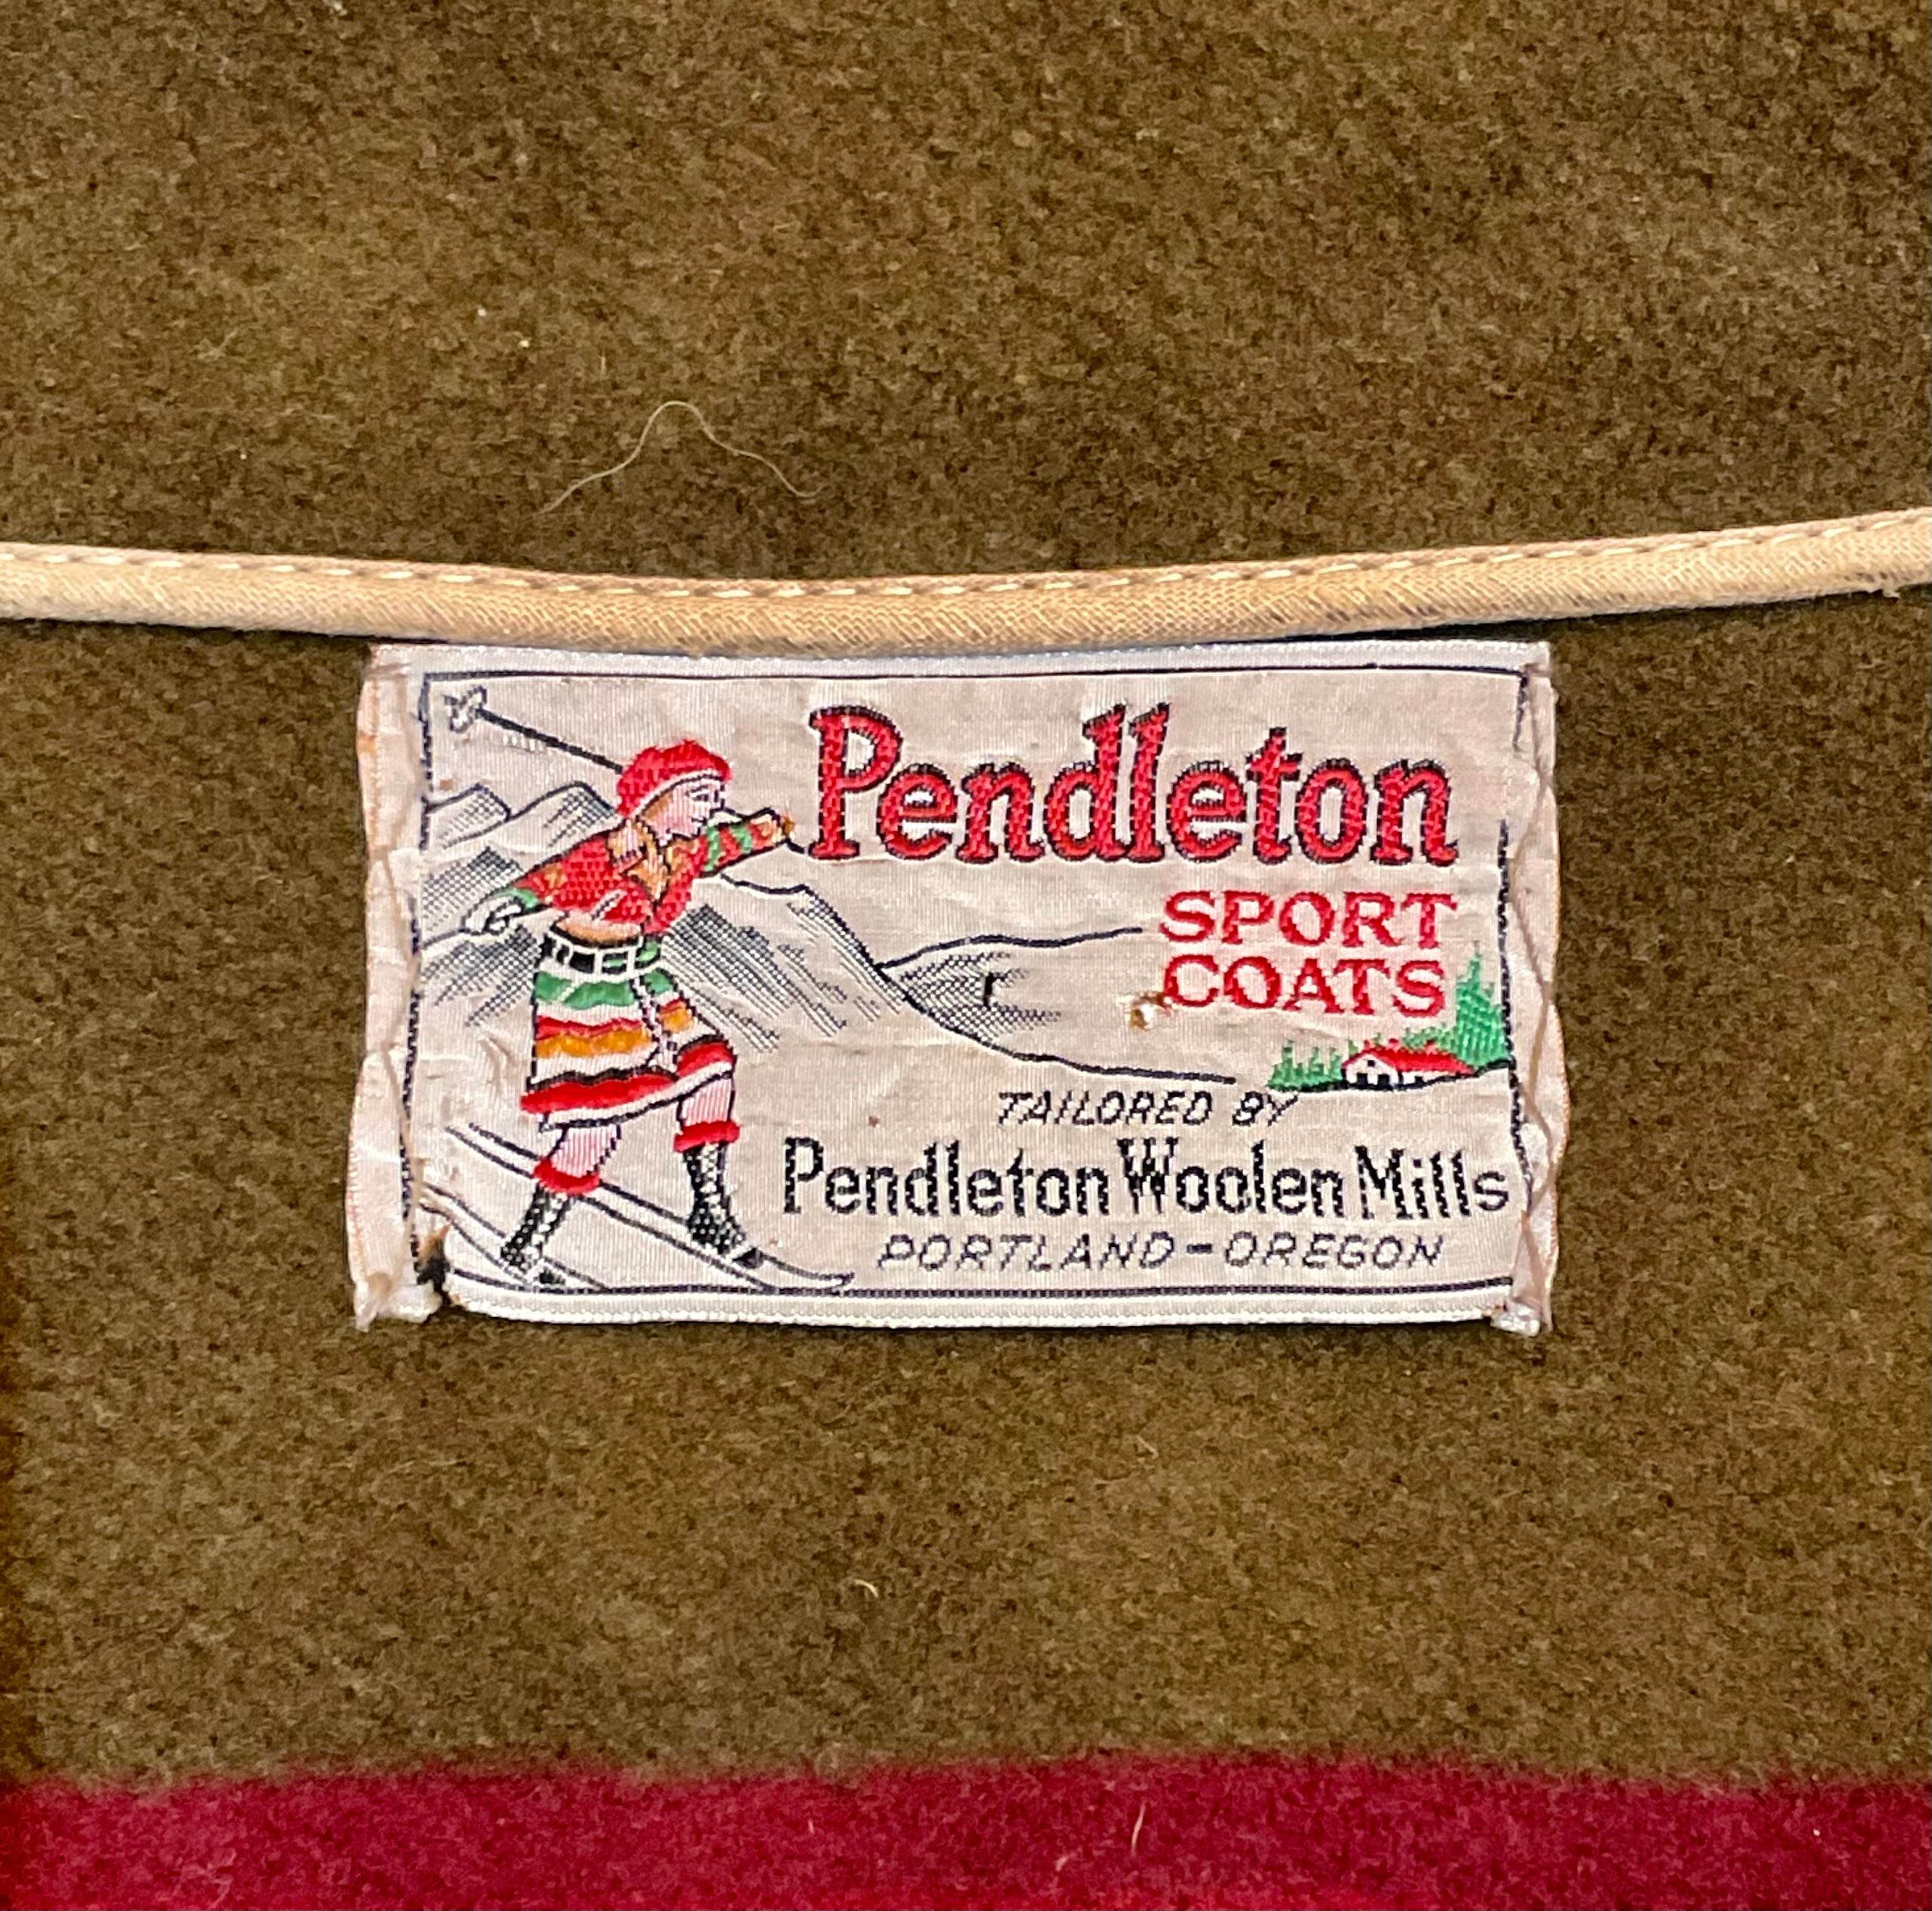 Pendleton
SPORT
COATS
TAILORED BY
Pendleton Woolen Mills
PORTLAND-OREGON